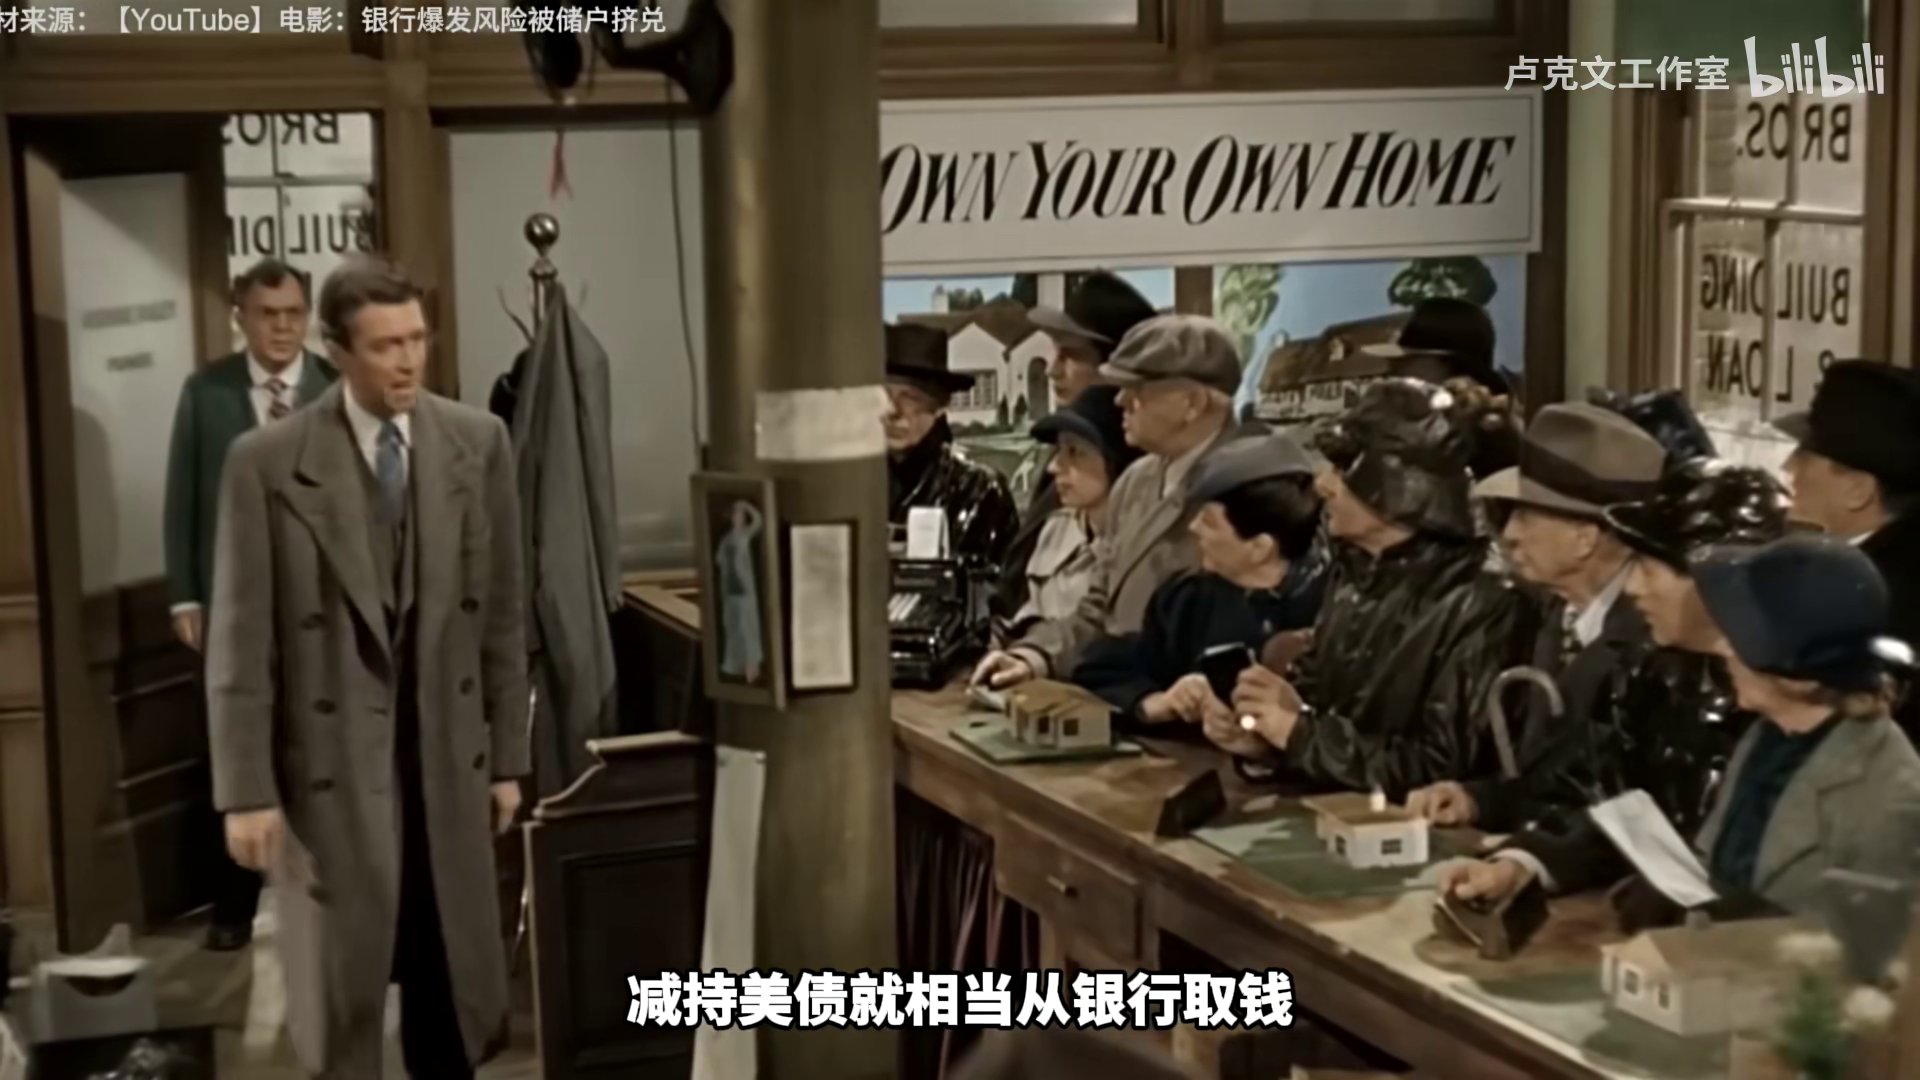 材来源：【YouTube】电影：银行爆发风险被储户挤兑
卢克文工作室 bilibili
BROS.
BUILDING
OWN YOUR OWN HOME
BROS.
BUILDING
& LOAN
减持美债就相当从银行取钱